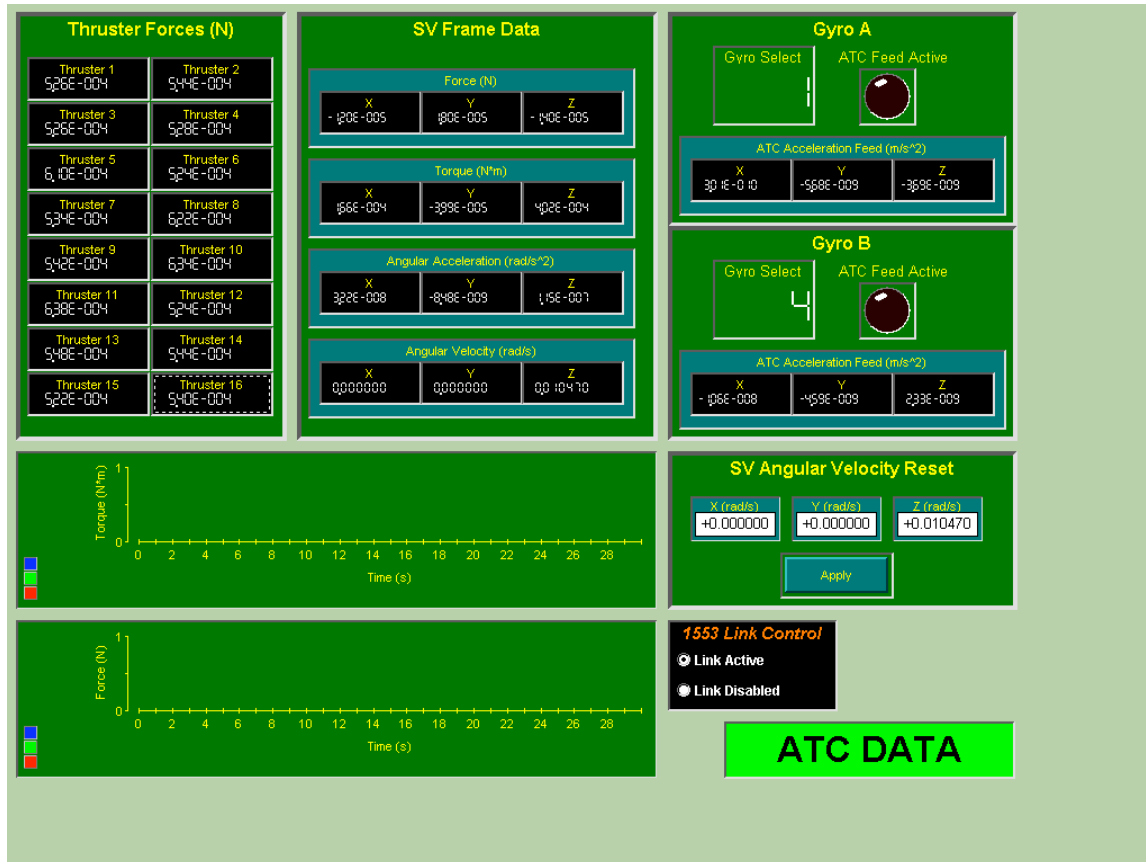 Thruster Forces (N)
Thruster 1 Thruster 2
5.26E-004 5.44E-004
Thruster 3 Thruster 4
5.26E-004 5.28E-004
Thruster 5 Thruster 6
6.10E-004 5.24E-004
Thruster 7 Thruster 8
5.34E-004 6.22E-004
Thruster 9 Thruster 10
5.42E-004 6.34E-004
Thruster 11 Thruster 12
6.38E-004 5.24E-004
Thruster 13 Thruster 14
5.48E-004 5.44E-004
Thruster 15 Thruster 16
5.22E-004 5.40E-004
SV Frame Data
Force (N)
X Y Z
-1.20E-005 1.80E-005 -1.40E-005
Torque (N*m)
X Y Z
1.66E-004 -3.99E-005 4.02E-004
Angular Acceleration (rad/s^2)
X Y Z
3.22E-008 -8.48E-009 1.15E-007
Angular Velocity (rad/s)
X Y Z
0.000000 0.000000 0.010470
Gyro A
Gyro Select ATC Feed Active
1
ATC Acceleration Feed (m/s^2)
X Y Z
3.01E-010 -5.68E-009 -3.69E-009
Gyro B
Gyro Select ATC Feed Active
4
ATC Acceleration Feed (m/s^2)
X Y Z
-1.06E-008 -4.59E-009 2.33E-009
Torque (N*m)
1
0
0 2 4 6 8 10 12 14 16 18 20 22 24 26 28
Time (s)
SV Angular Velocity Reset
X (rad/s) Y (rad/s) Z (rad/s)
+0.000000 +0.000000 +0.010470
Apply
Force (N)
1
0
0 2 4 6 8 10 12 14 16 18 20 22 24 26 28
Time (s)
1553 Link Control
Link Active
Link Disabled
ATC DATA